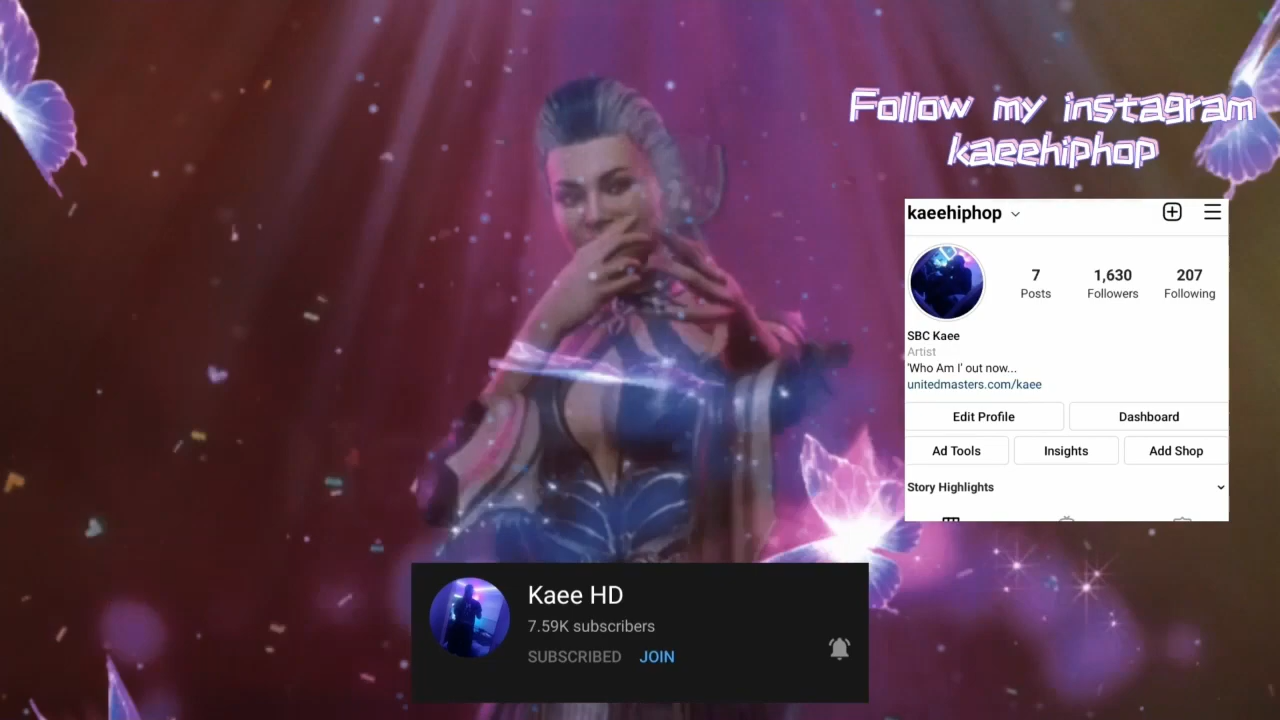 Follow my instagram
kaeehiphop
kaeehiphop
7
1,630
207
Posts
Followers
Following
SBC Kaee
Artist
'Who Am I' out now...
unitedmasters.com/kaee
Edit Profile
Dashboard
Ad Tools
Insights
Add Shop
Story Highlights
Kaee HD
7.59K subscribers
SUBSCRIBED JOIN